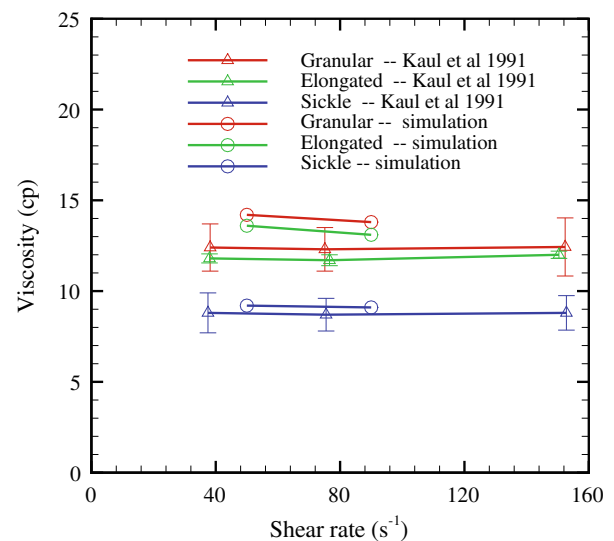 25
20
15
10
5
0
Viscosity (cp)
Granular -- Kaul et al 1991
Elongated -- Kaul et al 1991
Sickle -- Kaul et al 1991
Granular -- simulation
Elongated -- simulation
Sickle -- simulation
0 40 80 120 160
Shear rate (s⁻¹)